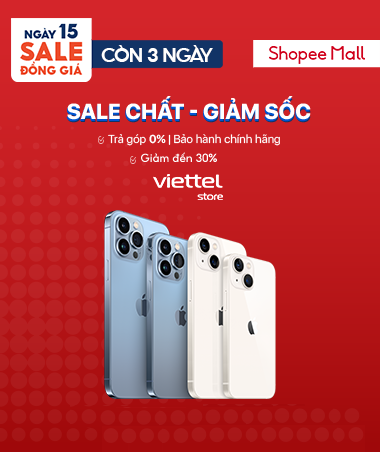 NGÀY 15
SALE
ĐỒNG GIÁ
CÒN 3 NGÀY
Shopee Mall
SALE CHẤT - GIẢM SỐC
Trả góp 0% | Bảo hành chính hãng
Giảm đến 30%
viettel
store